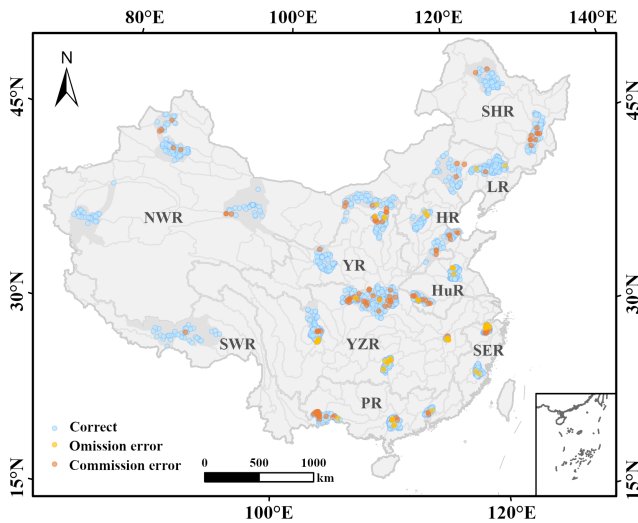 80°E 100°E 120°E 140°E
N
45°N 45°N
SHR
LR
NWR HR
YR
30°N HuR 30°N
SWR YZR SER
PR
Correct
Omission error
Commission error
0 500 1000
km
15°N 15°N
100°E 120°E